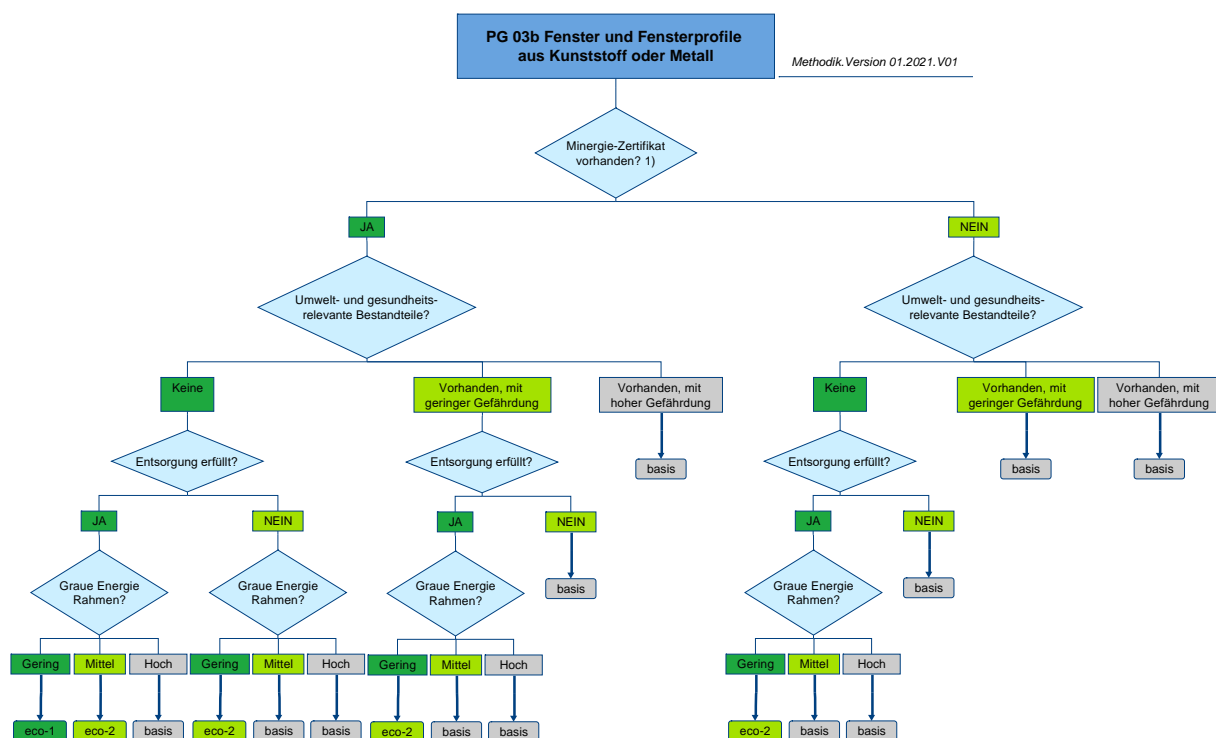 PG 03b Fenster und Fensterprofile
aus Kunststoff oder Metall
Methodik.Version 01.2021.V01
Minergie-Zertifikat
vorhanden? 1)
JA
NEIN
Umwelt- und gesundheits-
relevante Bestandteile?
Umwelt- und gesundheits-
relevante Bestandteile?
Keine
Vorhanden, mit
geringer Gefährdung
Vorhanden, mit
hoher Gefährdung
Keine
Vorhanden, mit
geringer Gefährdung
Vorhanden, mit
hoher Gefährdung
Entsorgung erfüllt?
Entsorgung erfüllt?
basis
Entsorgung erfüllt?
basis
basis
JA
NEIN
JA
NEIN
JA
NEIN
Graue Energie
Rahmen?
Graue Energie
Rahmen?
Graue Energie
Rahmen?
basis
Graue Energie
Rahmen?
basis
Gering
Mittel
Hoch
Gering
Mittel
Hoch
Gering
Mittel
Hoch
Gering
Mittel
Hoch
eco-1
eco-2
basis
eco-2
basis
basis
eco-2
basis
basis
eco-2
basis
basis